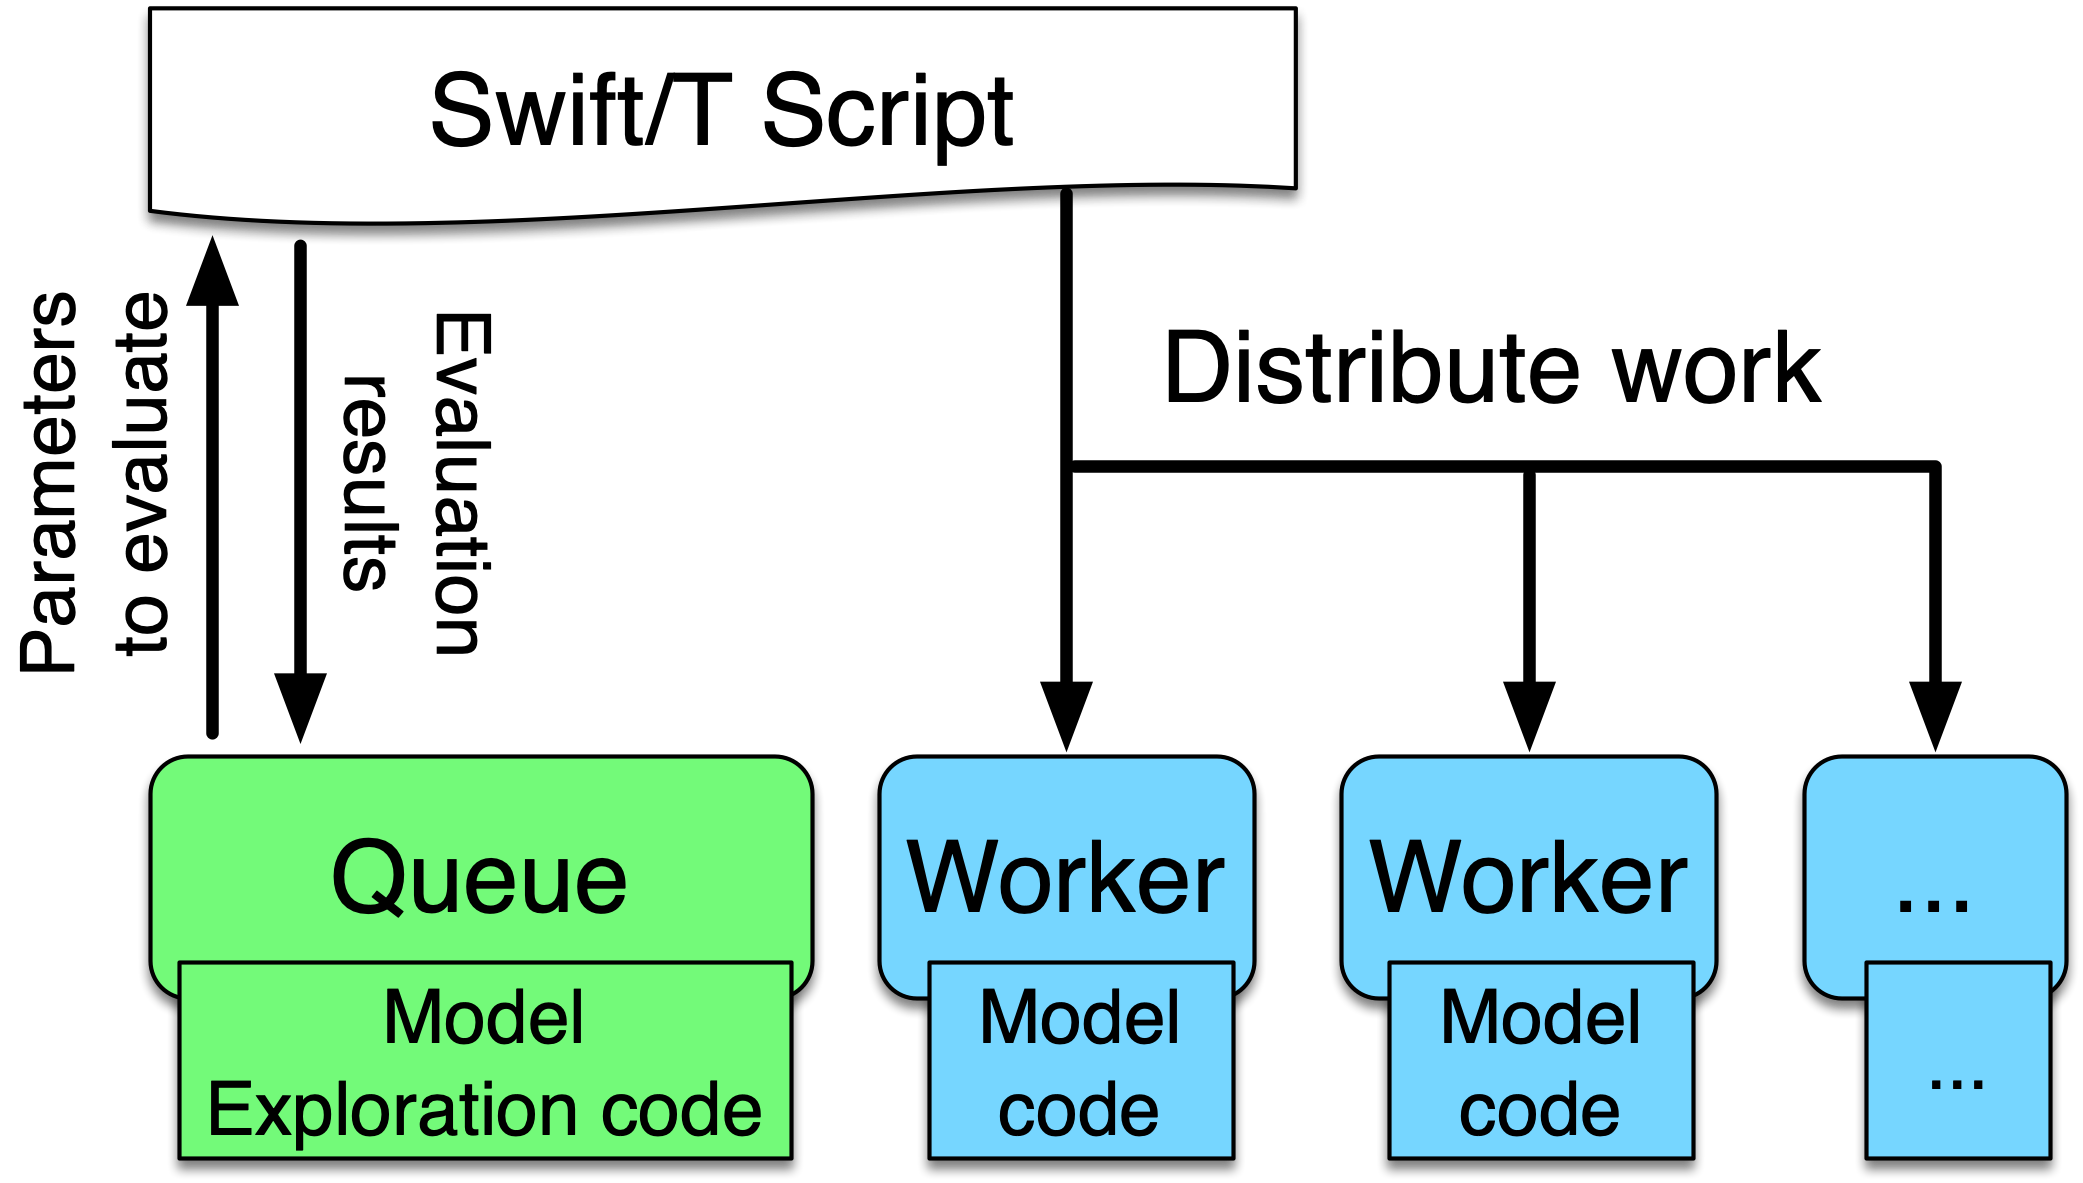 Swift/T Script
Parameters
to evaluate
Evaluation
results
Distribute work
Queue
Model
Exploration code
Worker
Model
code
Worker
Model
code
...
...